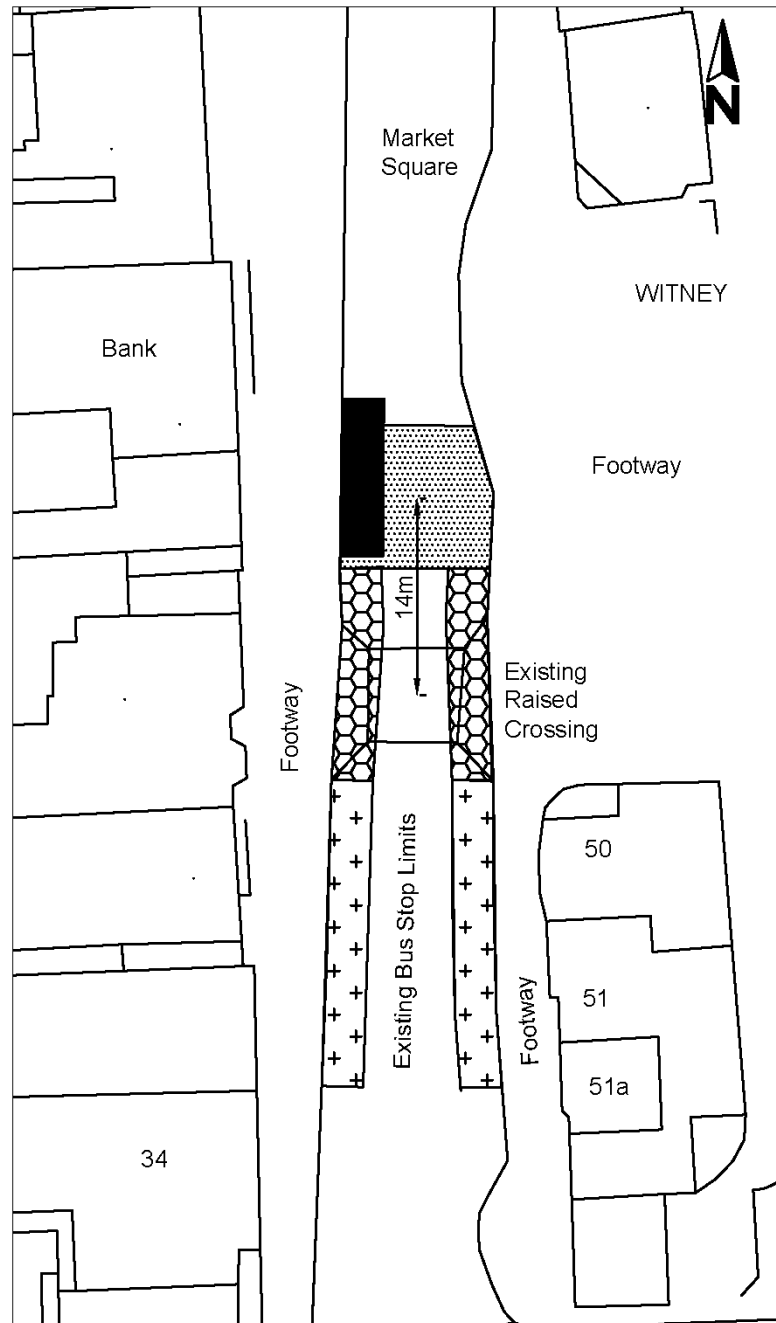 N
Market
Square
WITNEY
Bank
Footway
14m
Existing
Raised
Crossing
Footway
50
Existing Bus Stop Limits
51
Footway
51a
34